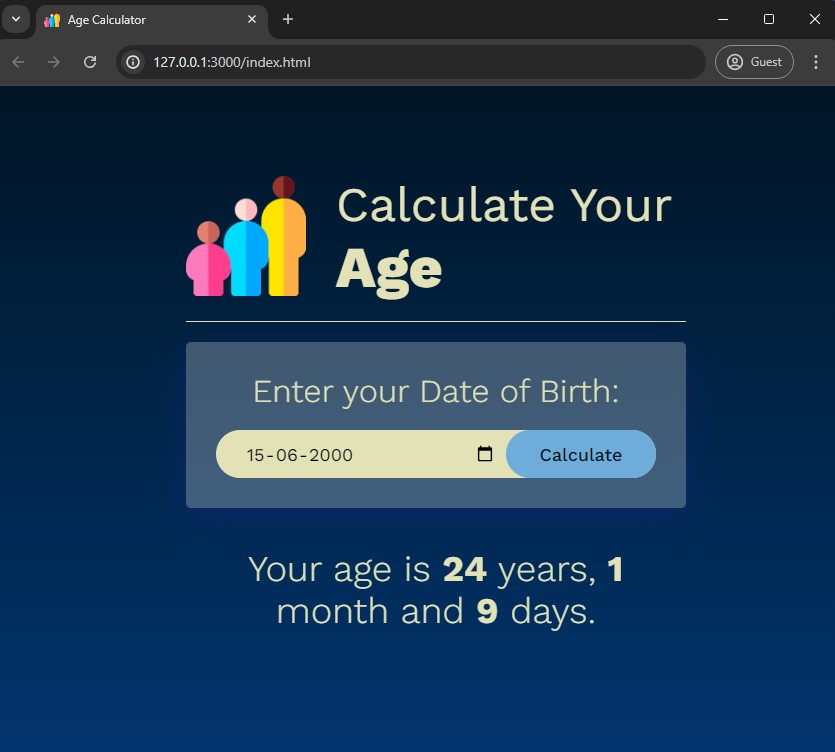 Age Calculator
127.0.0.1:3000/index.html
Guest
Calculate Your
Age
Enter your Date of Birth:
15-06-2000
Calculate
Your age is 24 years, 1
month and 9 days.